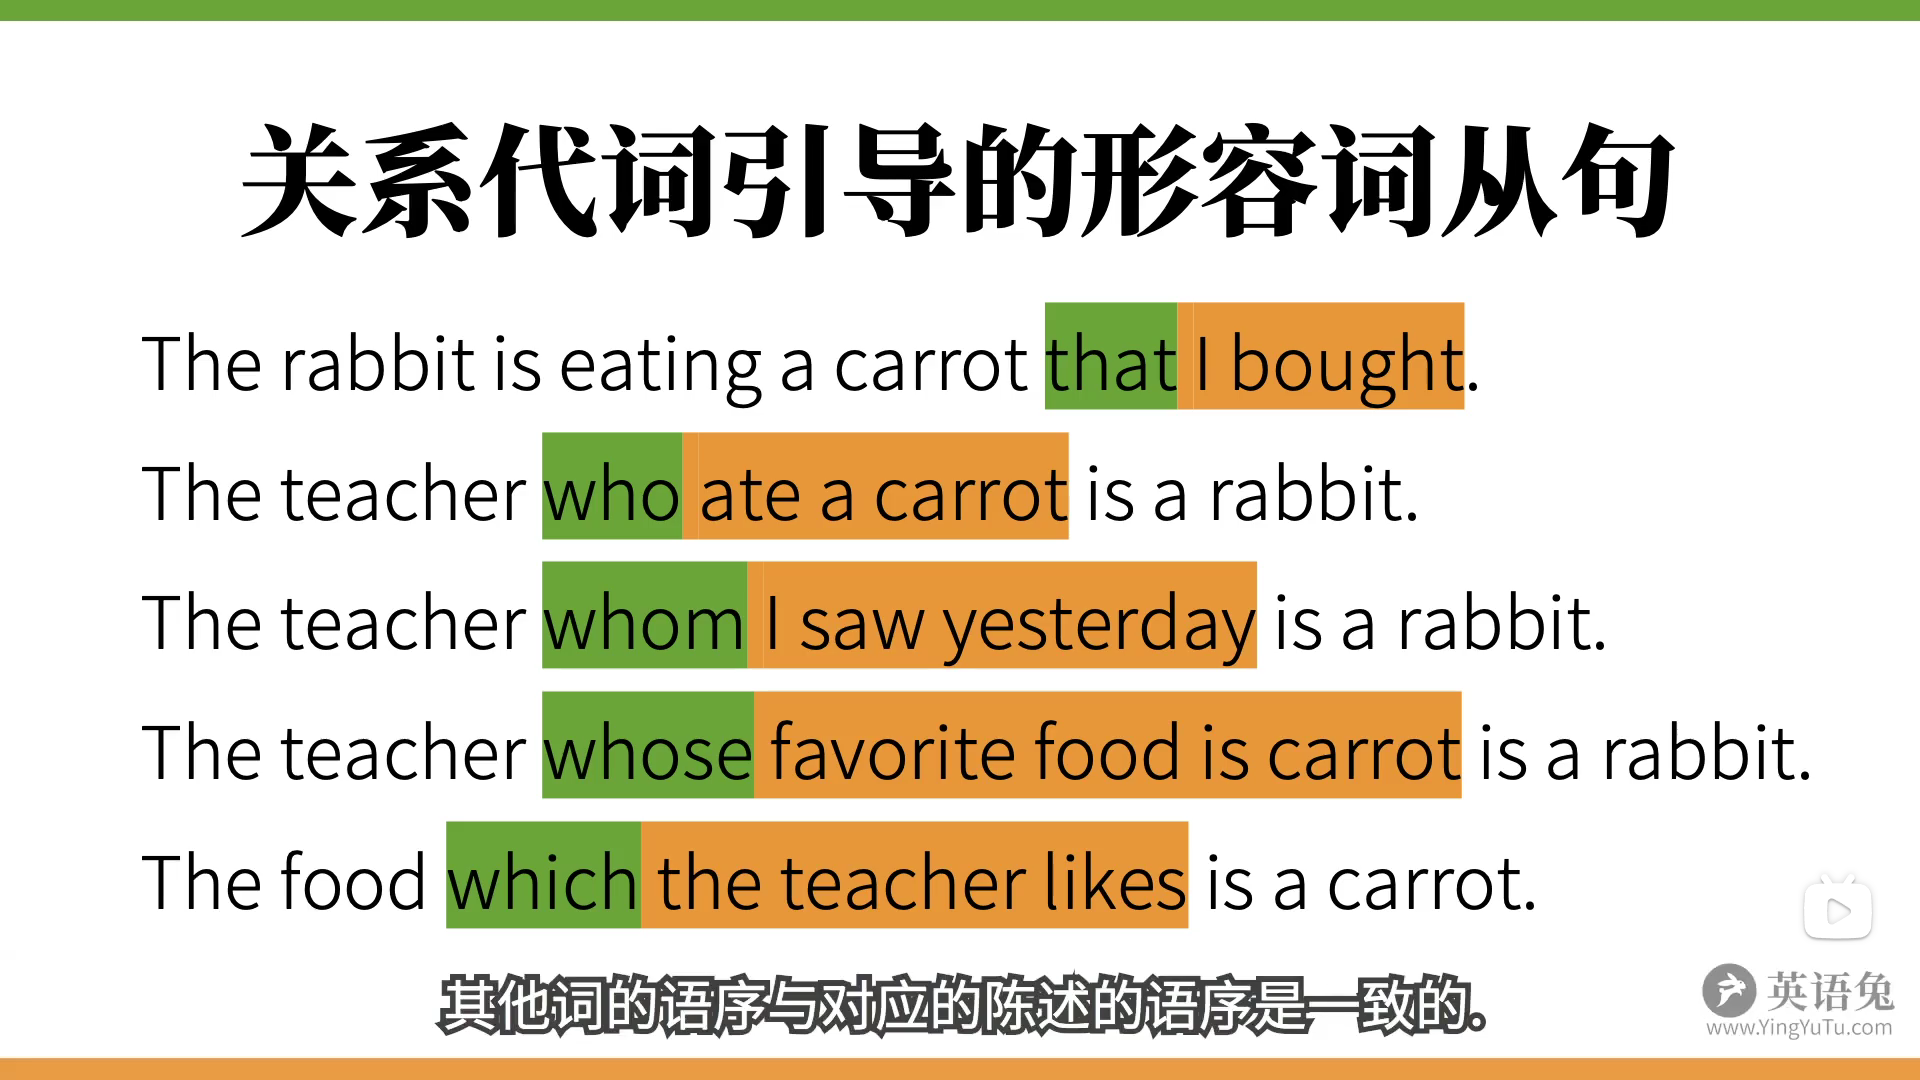 关系代词引导的形容词从句
The rabbit is eating a carrot that I bought.
The teacher who ate a carrot is a rabbit.
The teacher whom I saw yesterday is a rabbit.
The teacher whose favorite food is carrot is a rabbit.
The food which the teacher likes is a carrot.
其他词的语序与对应的陈述的语序是一致的.
英语兔
www.YingYuTu.com